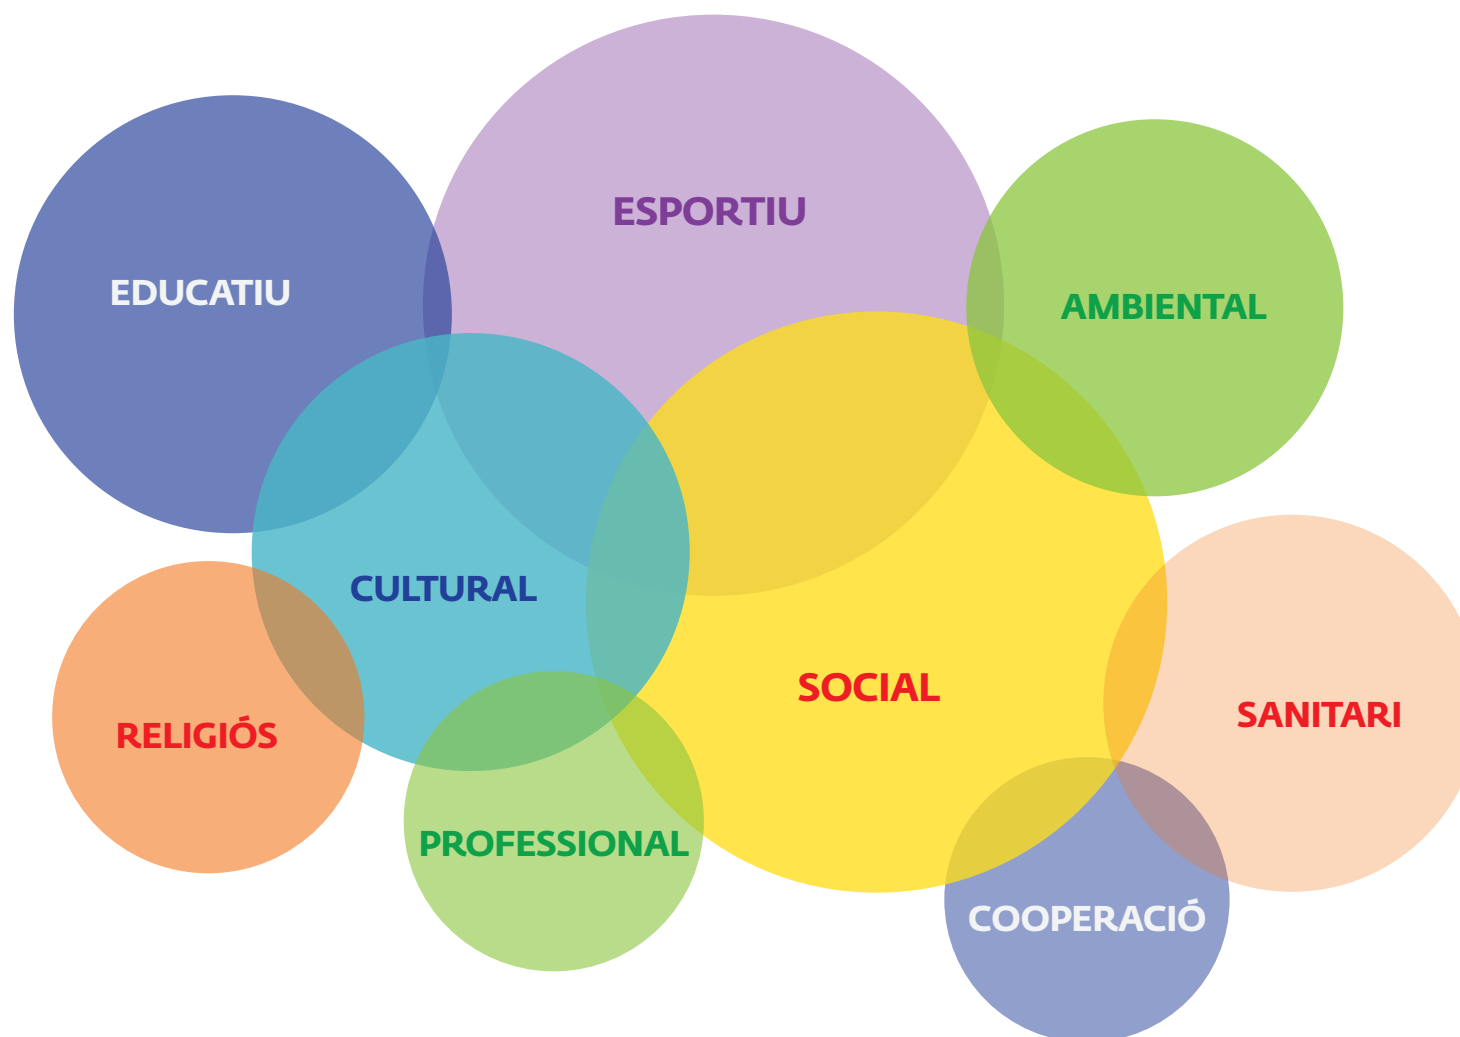 ESPORTIU
EDUCATIU
AMBIENTAL
CULTURAL
SOCIAL
SANITARI
RELIGIÓS
PROFESSIONAL
COOPERACIÓ